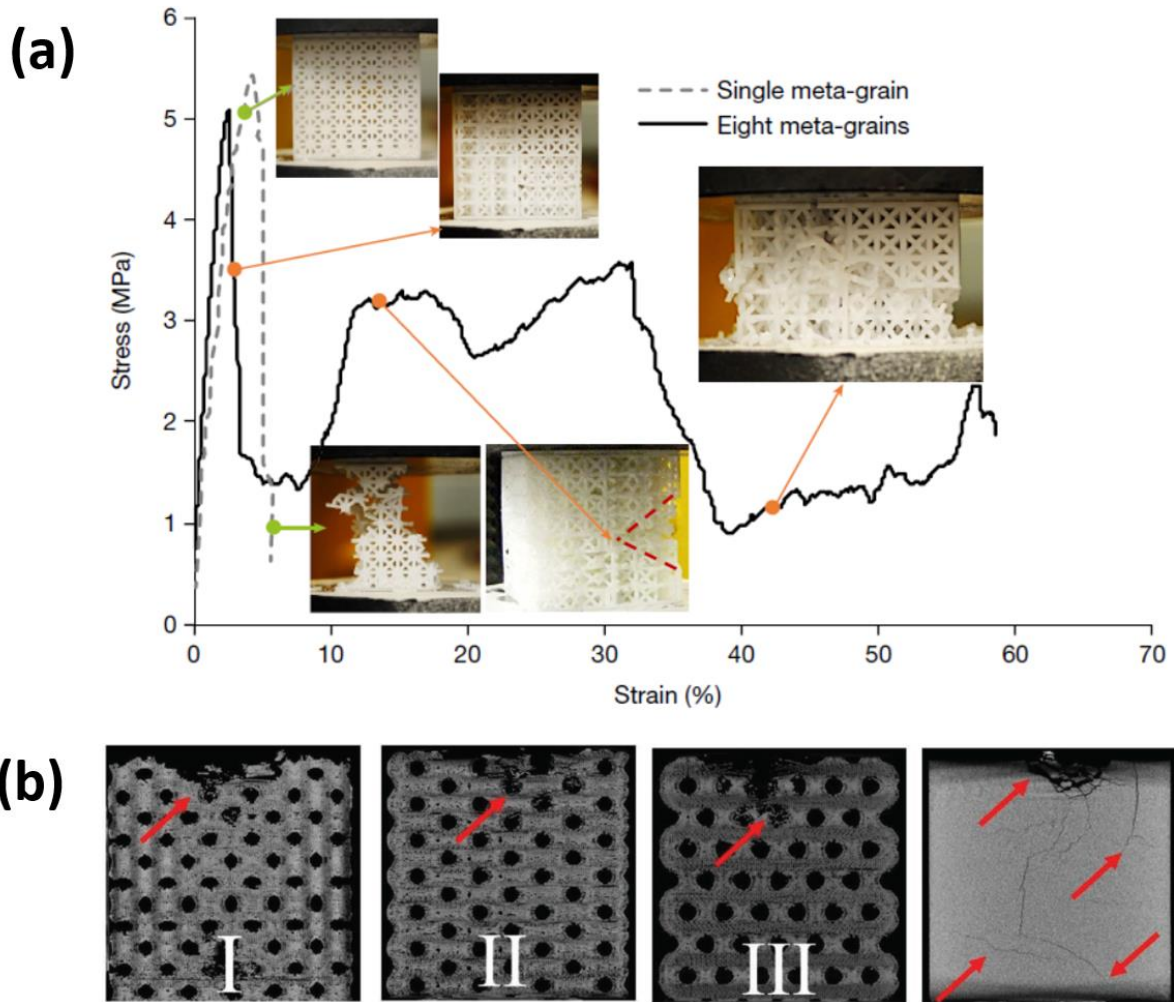 (a)
6
5
4
3
2
1
0
Stress (MPa)
Single meta-grain
Eight meta-grains
0 10 20 30 40 50 60 70
Strain (%)
(b)
I II III